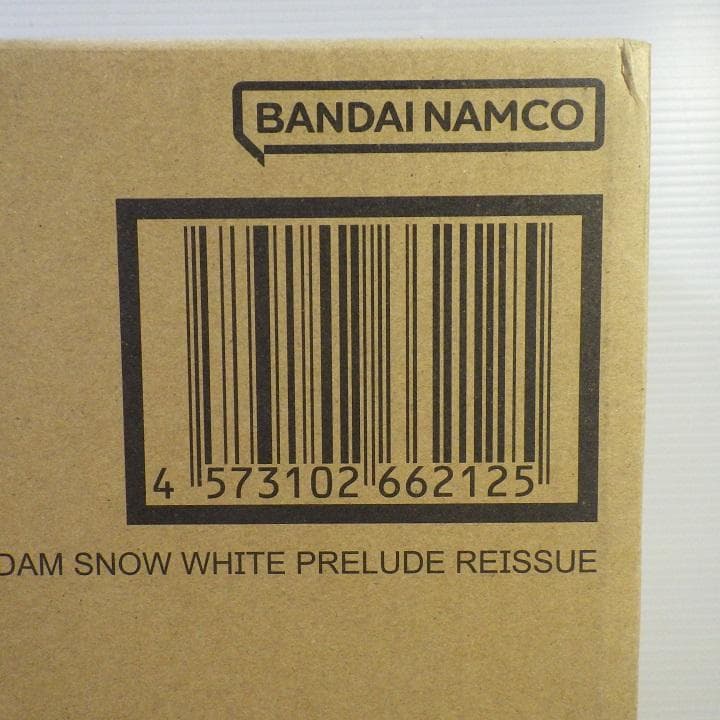 BANDAI NAMCO
4 573102 662125
DAM SNOW WHITE PRELUDE REISSUE